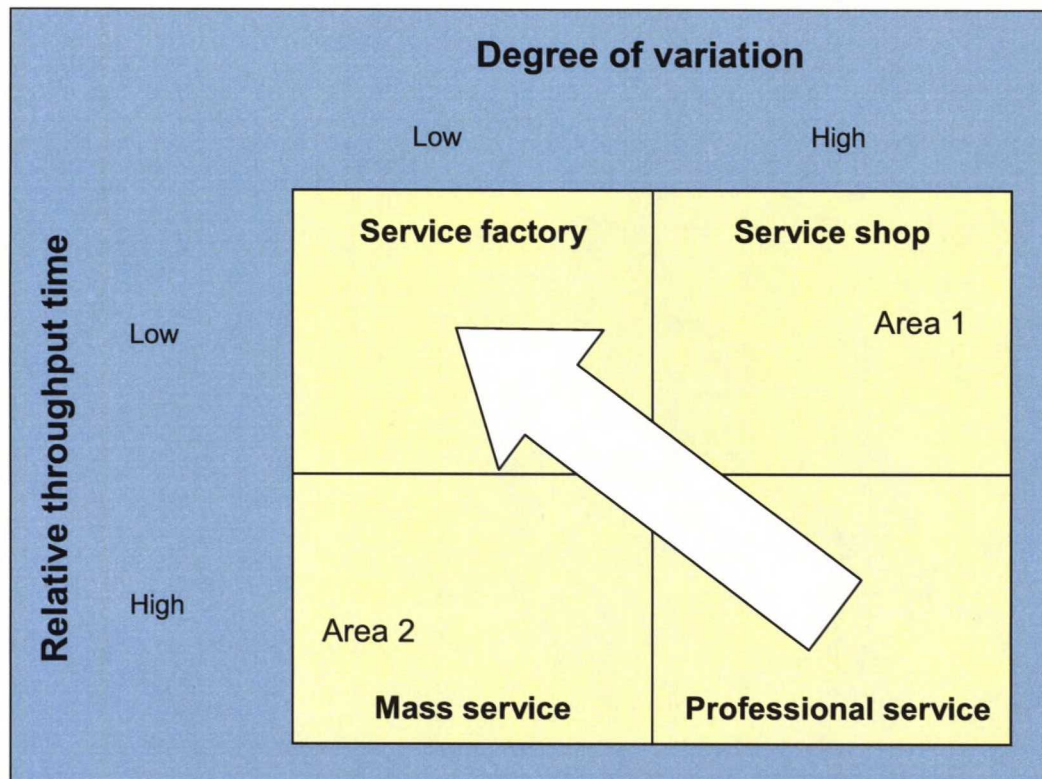 Degree of variation
Low
High
Relative throughput time
Service factory
Service shop
Low
Area 1
High
Area 2
Mass service
Professional service